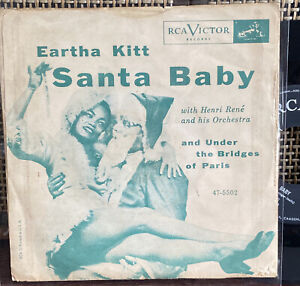 RCA VICTOR
RECORDS
Eartha Kitt
Santa Baby
with Henri René
and his Orchestra
and Under
the Bridges
of Paris
47-5502
BABY